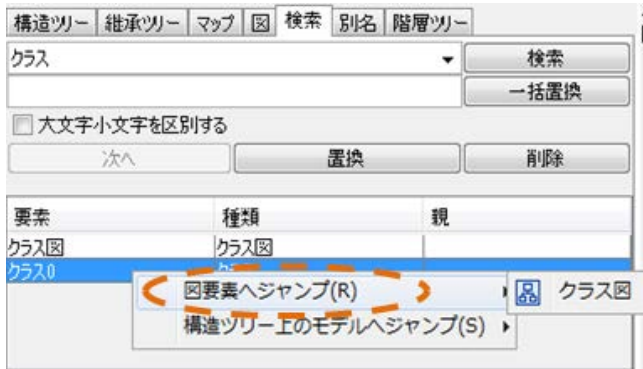 構造ツリー 継承ツリー マップ 図 検索 別名 階層ツリー
クラス 検索
一括置換
大文字小文字を区別する
次へ 置換 削除
要素 種類 親
クラス図 クラス図
クラス0
図要素へジャンプ(R) クラス図
構造ツリー上のモデルへジャンプ(S)